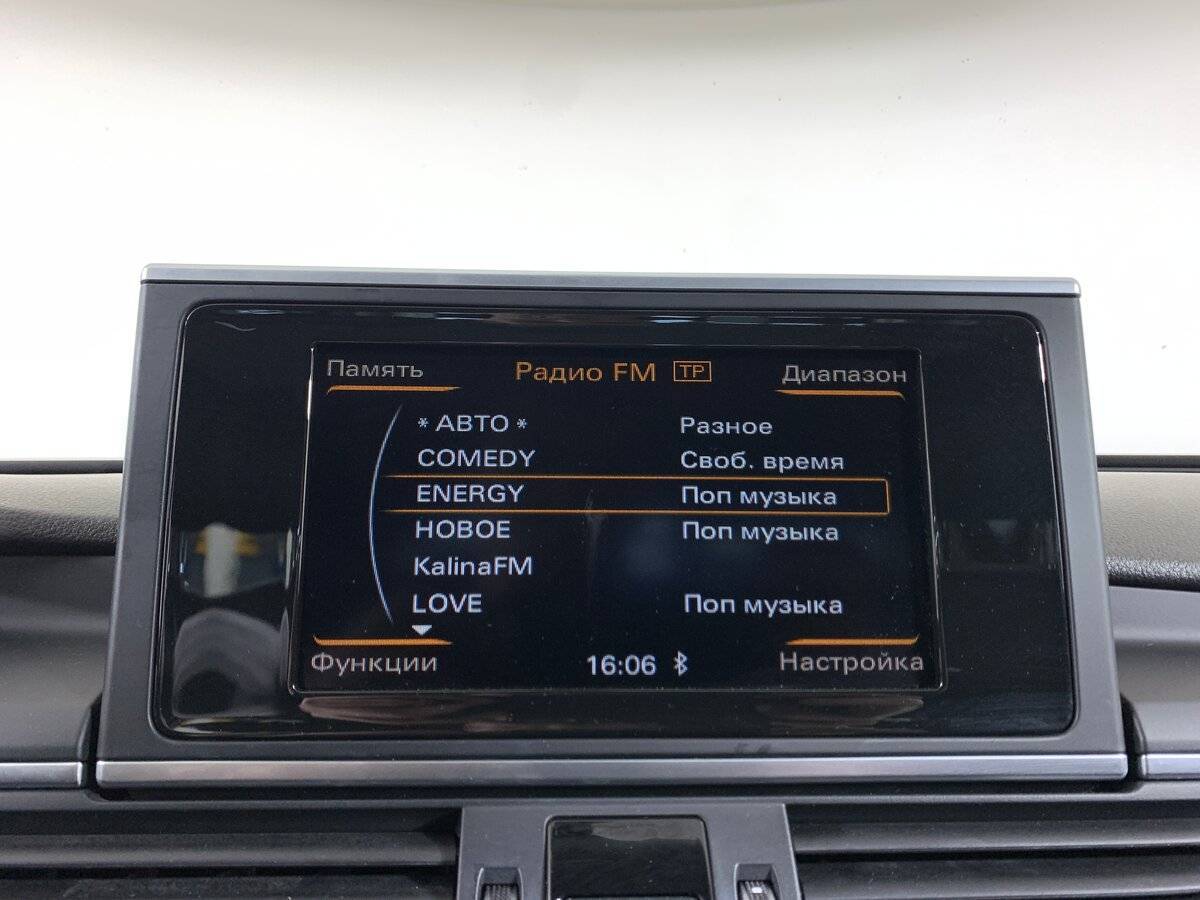 Память Радио FM TP Диапазон
* АВТО * Разное
COMEDY Своб. время
ENERGY Поп музыка
НОВОЕ Поп музыка
KalinaFM
LOVE Поп музыка
Функции 16:06 Настройка